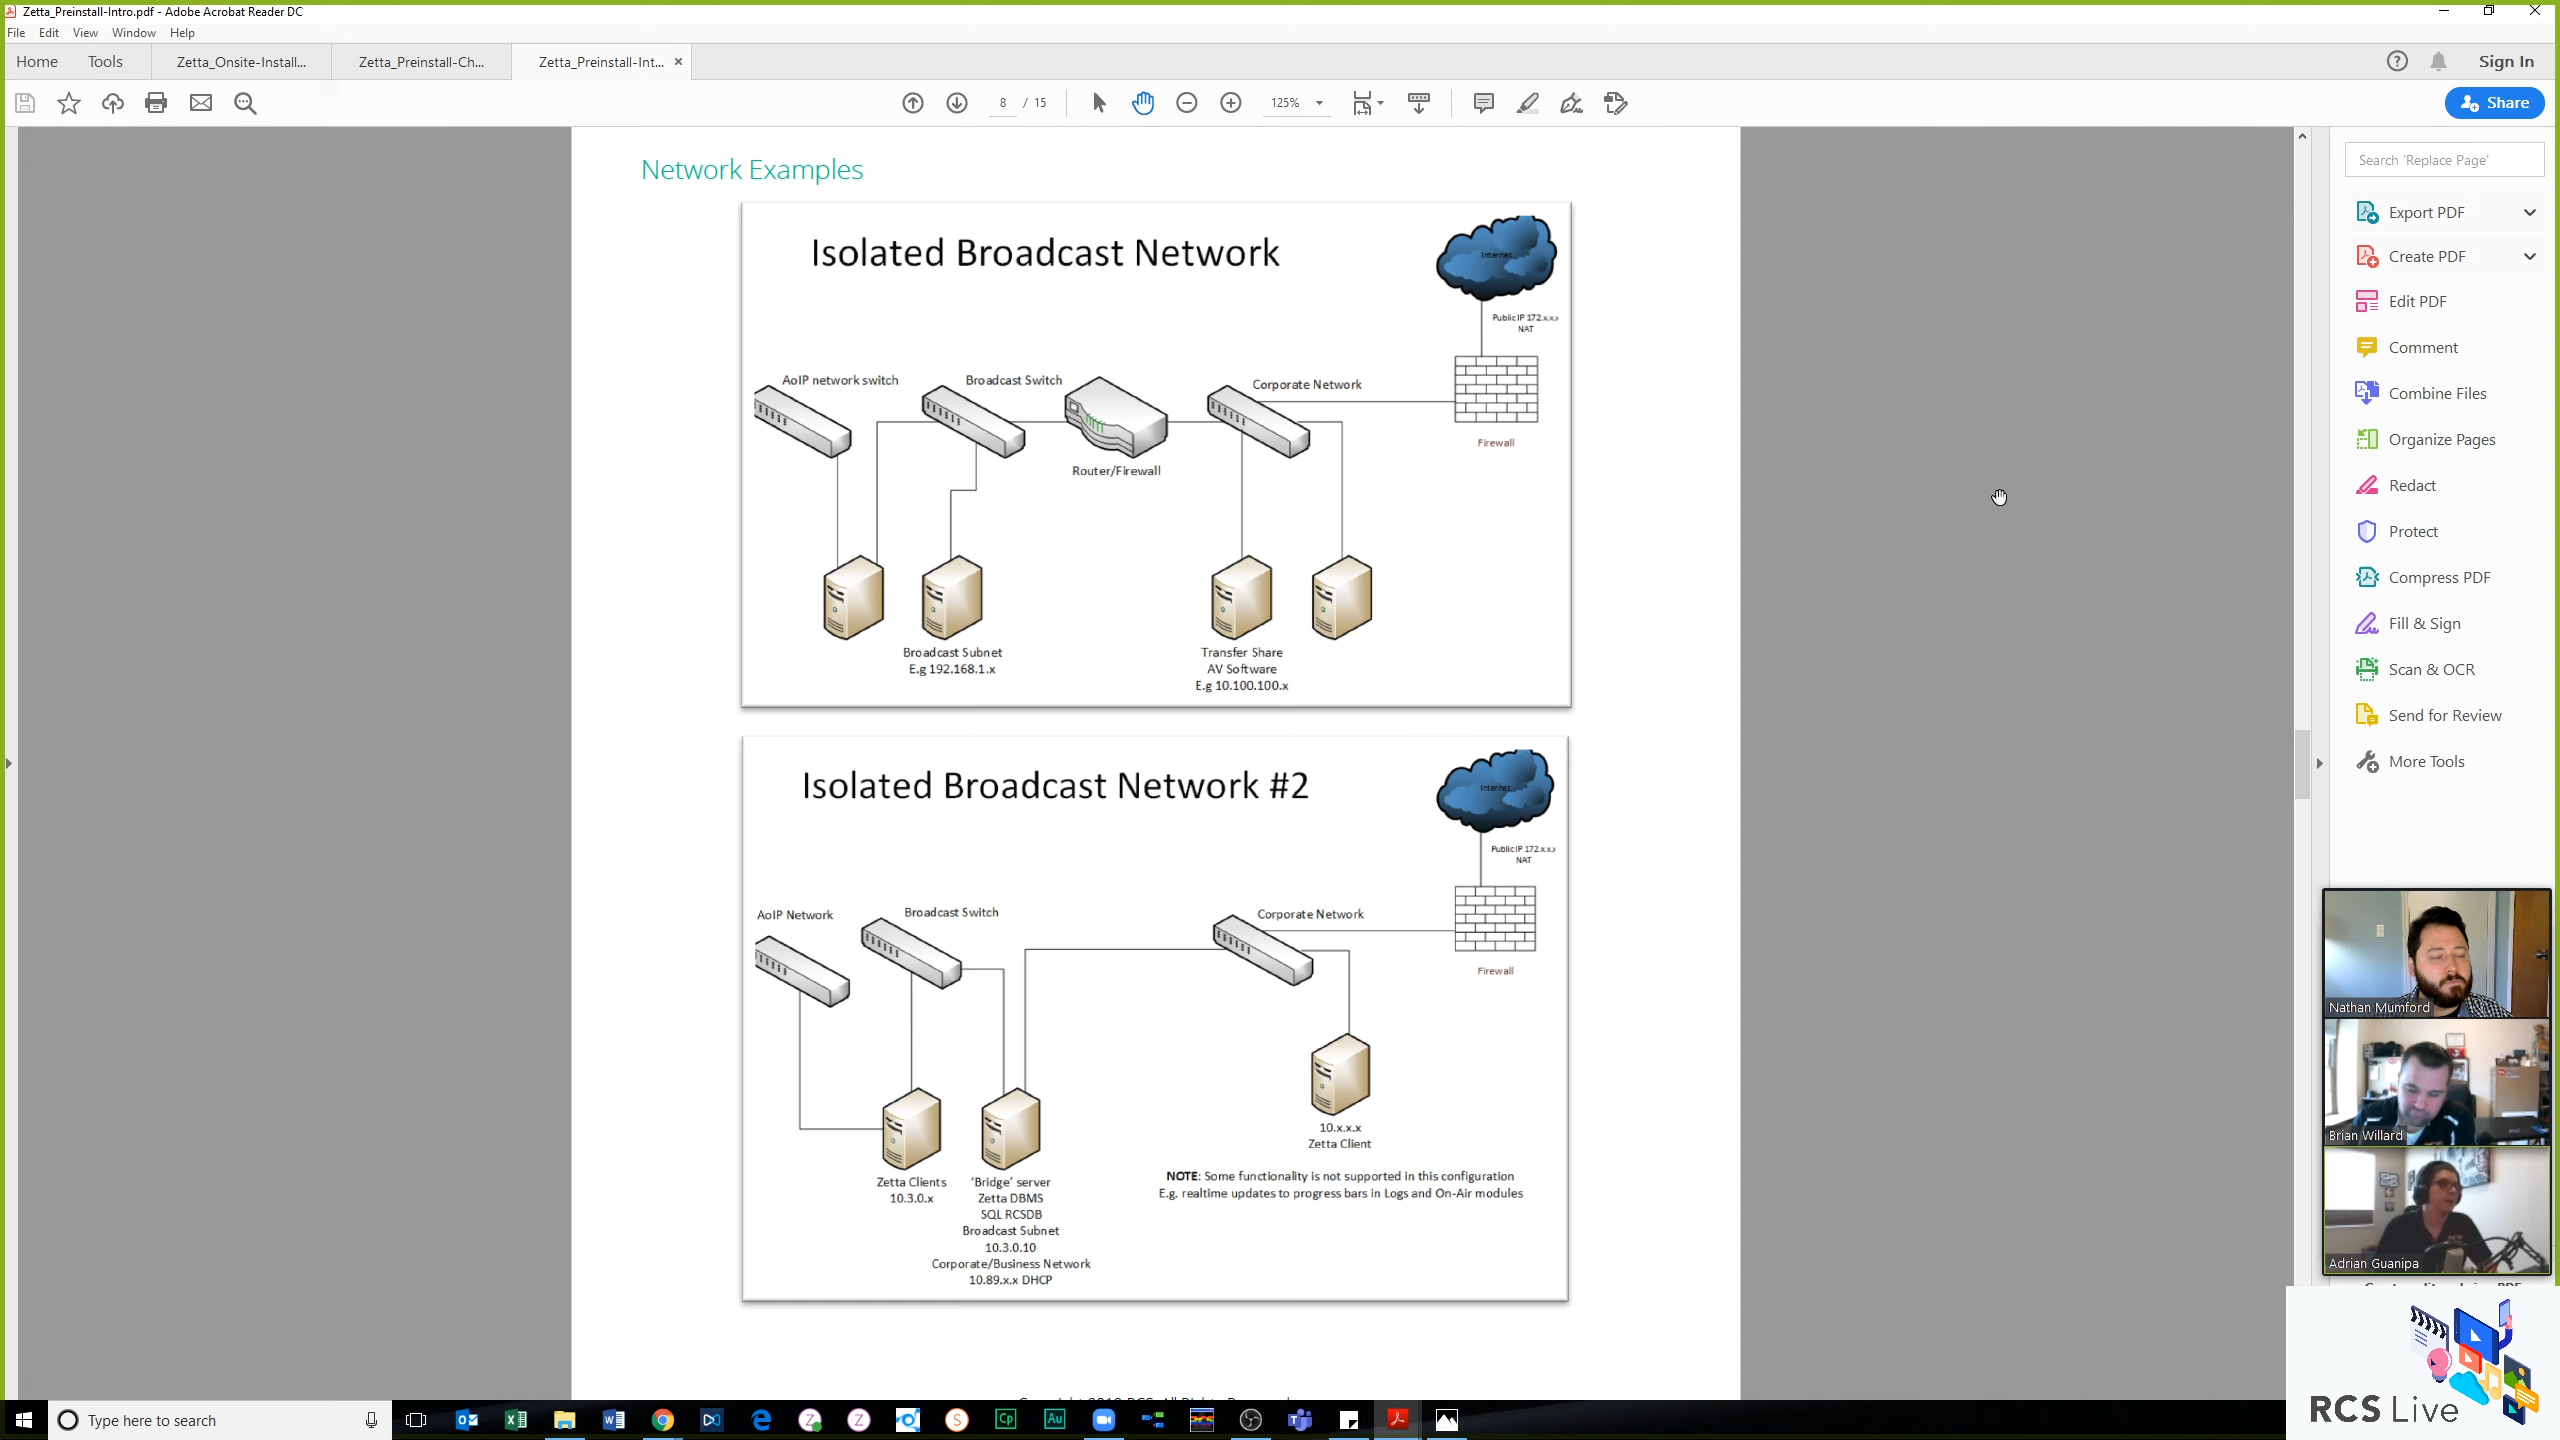 Zetta_Preinstall-Intro.pdf - Adobe Acrobat Reader DC
File Edit View Window Help
Home Tools Zetta_Onsite-Install... Zetta_Preinstall-Ch... Zetta_Preinstall-Int... × Sign In
8 / 15 125% Share
Network Examples
Isolated Broadcast Network
Internet
Public IP 172.x.x.x
NAT
AoIP network switch Broadcast Switch Corporate Network
Router/Firewall
Firewall
Broadcast Subnet
E.g 192.168.1.x
Transfer Share
AV Software
E.g 10.100.100.x
Isolated Broadcast Network #2
Internet
Public IP 172.x.x.x
NAT
AoIP Network Broadcast Switch Corporate Network
Firewall
Zetta Clients
10.3.0.x
'Bridge' server
Zetta DBMS
SQL RCSDB
Broadcast Subnet
10.3.0.10
Corporate/Business Network
10.89.x.x DHCP
10.x.x.x
Zetta Client
NOTE: Some functionality is not supported in this configuration
E.g. realtime updates to progress bars in Logs and On-Air modules
Search 'Replace Page'
Export PDF
Create PDF
Edit PDF
Comment
Combine Files
Organize Pages
Redact
Protect
Compress PDF
Fill & Sign
Scan & OCR
Send for Review
More Tools
Nathan Mumford
Brian Willard
Adrian Guanipa
RCS Live
Type here to search